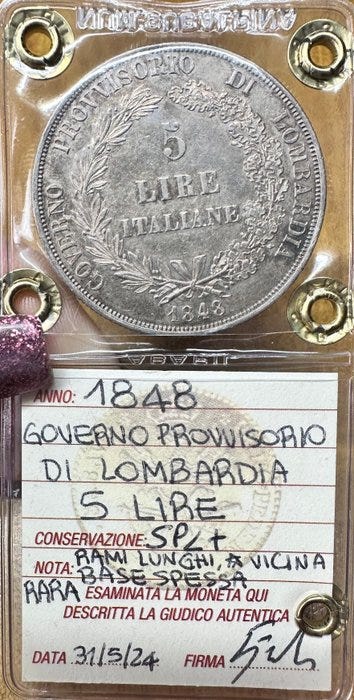 NUMISUBALPINA
GOVERNO PROVVISORIO DI LOMBARDIA
5
LIRE
ITALIANE
1848
ANNO: 1848
GOVERNO PROVVISORIO
DI LOMBARDIA
5 LIRE
CONSERVAZIONE: SPL+
NOTA: RAMI LUNGHI, ☆ VICINA
BASE SPESSA
RARA ESAMINATA LA MONETA QUI
DESCRITTA LA GIUDICO AUTENTICA
DATA 31/5/24 FIRMA